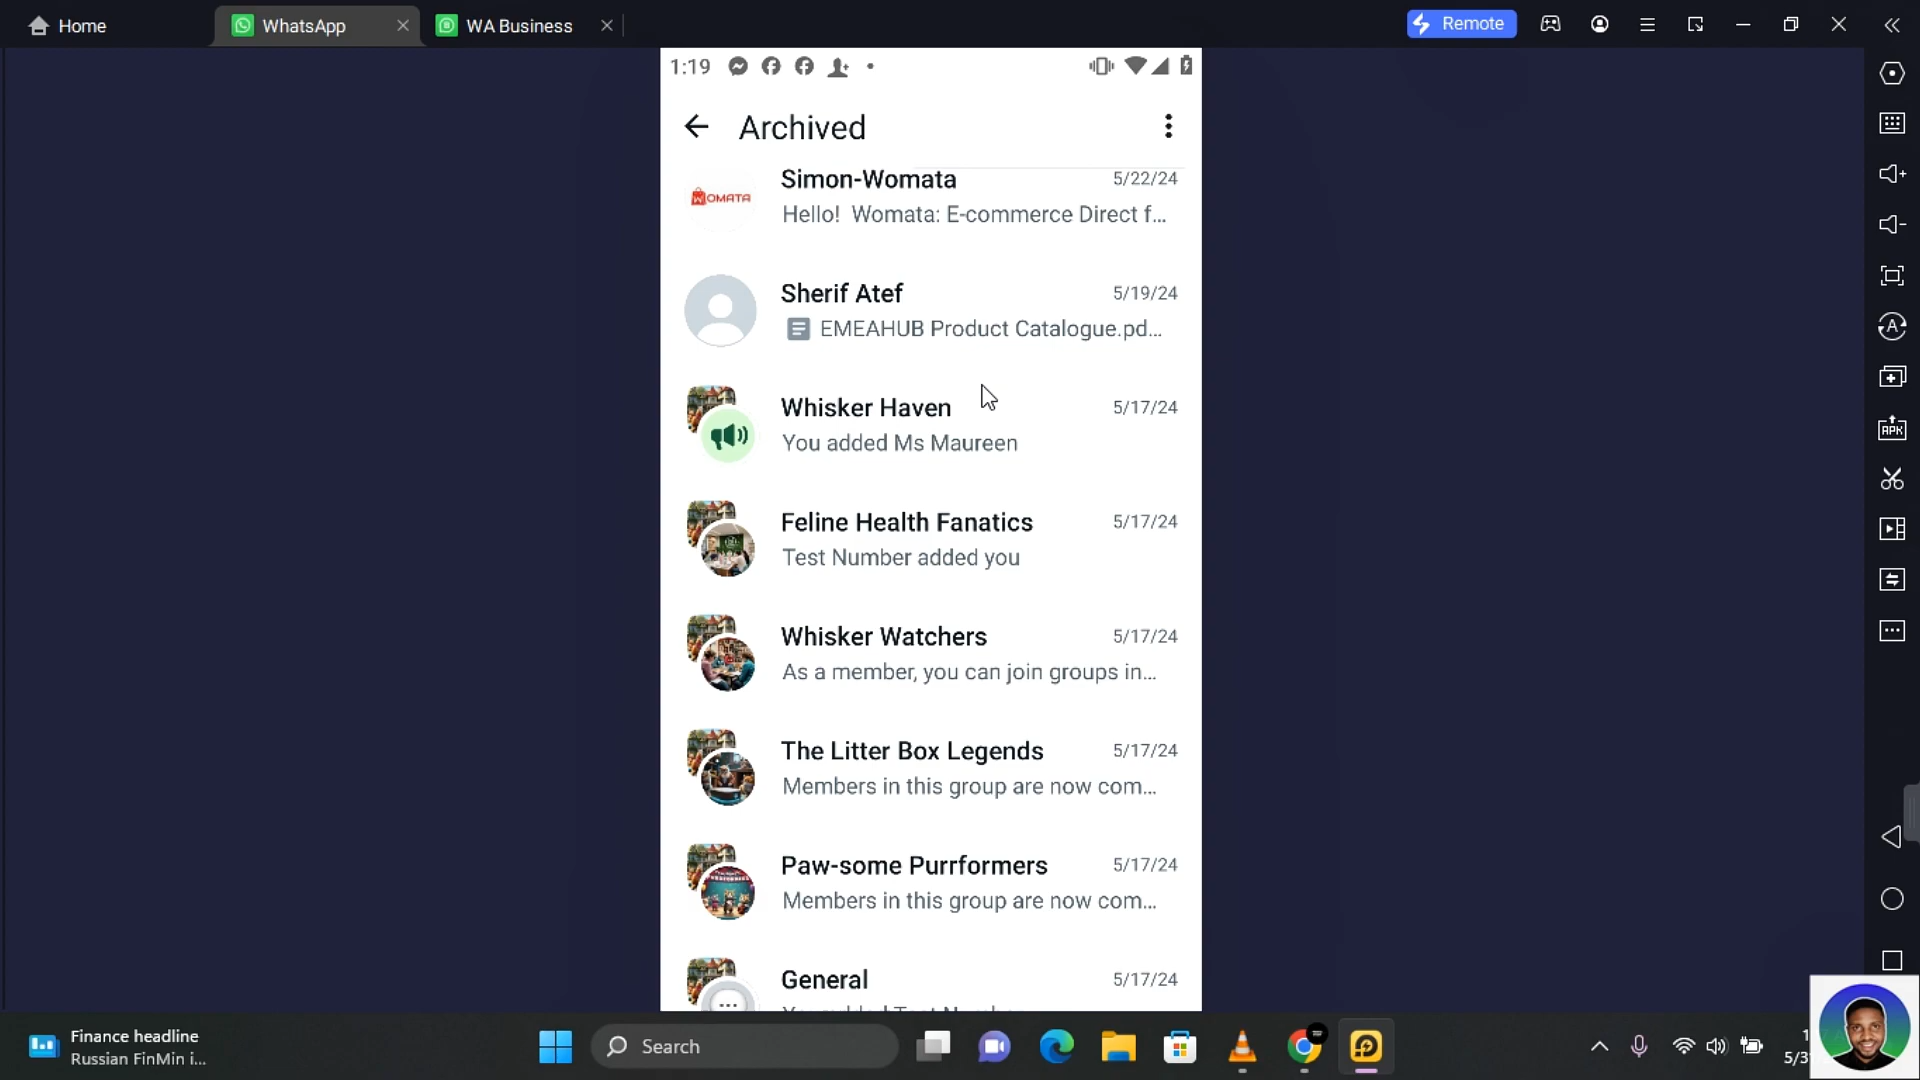 Home
WhatsApp
WA Business
Remote
1:19
Archived
Simon-Womata 5/22/24
WOMATA
Hello! Womata: E-commerce Direct f...
Sherif Atef 5/19/24
EMEAHUB Product Catalogue.pd...
Whisker Haven 5/17/24
You added Ms Maureen
Feline Health Fanatics 5/17/24
Test Number added you
Whisker Watchers 5/17/24
As a member, you can join groups in...
The Litter Box Legends 5/17/24
Members in this group are now com...
Paw-some Purrformers 5/17/24
Members in this group are now com...
General 5/17/24
APK
Finance headline
Russian FinMin i...
Search